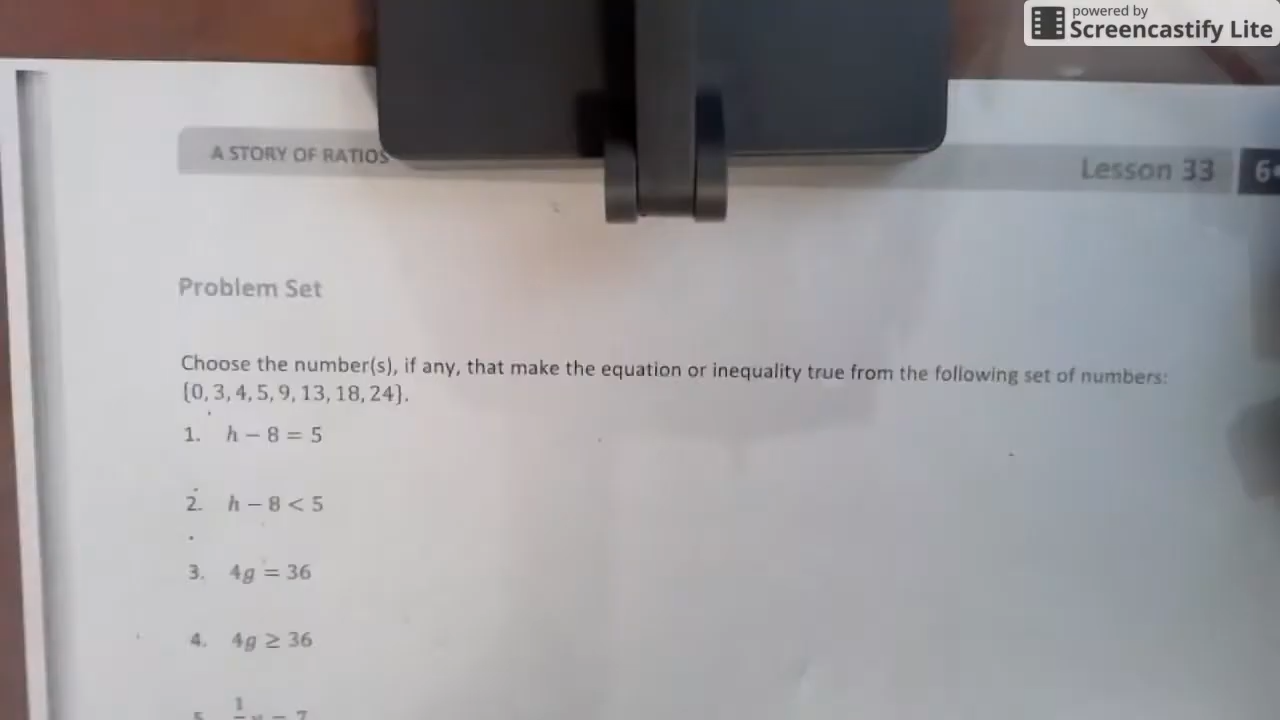 powered by
Screencastify Lite
A STORY OF RATIOS
Lesson 33
Problem Set
Choose the number(s), if any, that make the equation or inequality true from the following set of numbers:
{0, 3, 4, 5, 9, 13, 18, 24}.
1. h − 8 = 5
2. h − 8 < 5
3. 4g = 36
4. 4g ≥ 36